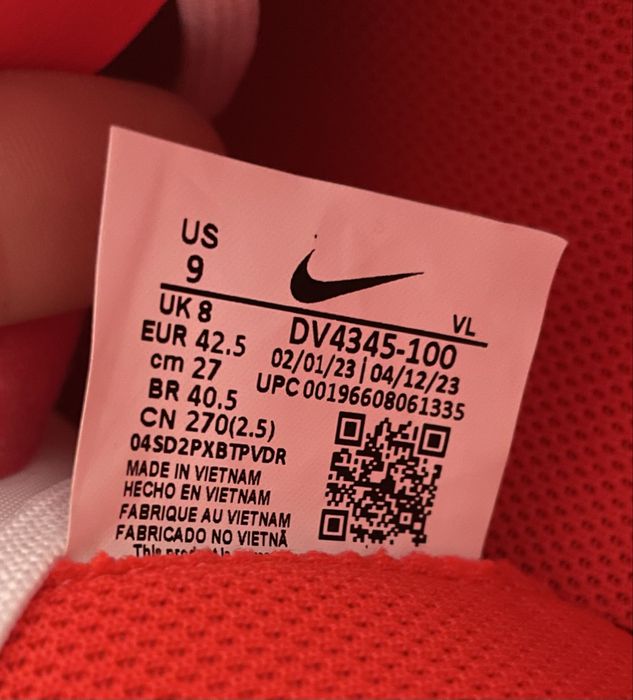 US
9
VL
UK 8
EUR 42.5
cm 27
BR 40.5
CN 270(2.5)
04SD2PXBTPVDR
MADE IN VIETNAM
HECHO EN VIETNAM
FABRIQUE AU VIETNAM
FABRICADO NO VIETNÃ
This
DV4345-100
02/01/23 | 04/12/23
UPC 00196608061335